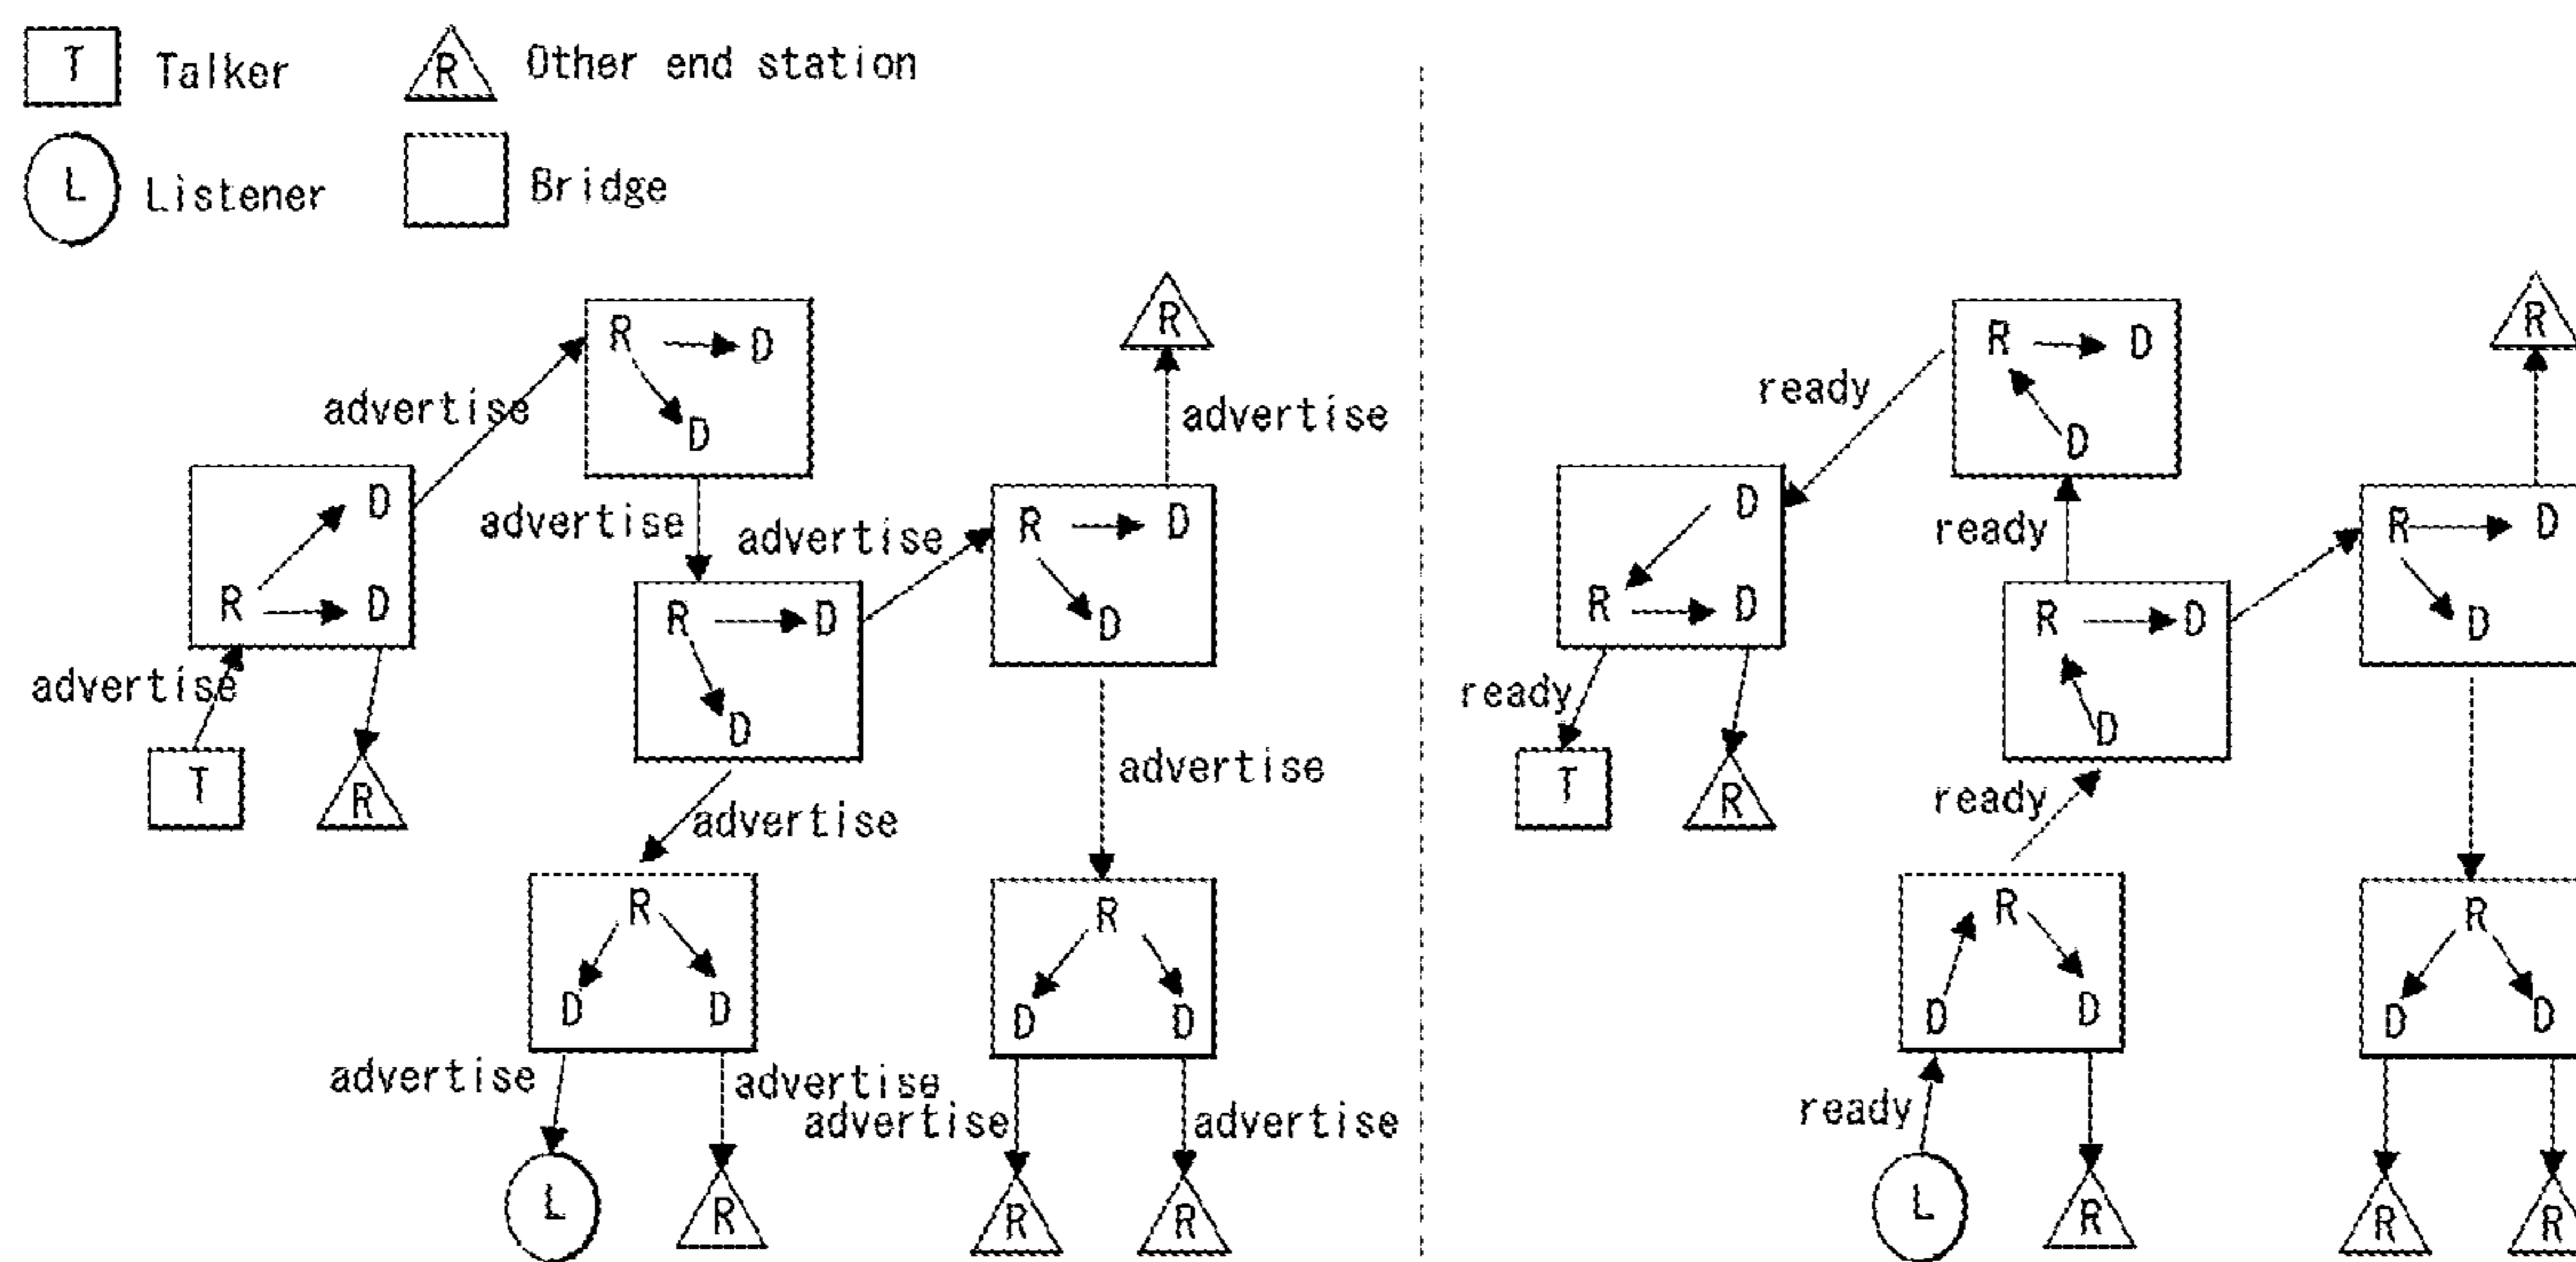 T Talker
R Other end station
L Listener
Bridge
R D
D
advertise
R
advertise
D
R D
advertise
advertise
R D
D
R D
D
advertise
T
R
advertise
advertise
R
D D
R
D D
advertise
advertise
advertise
advertise
L
R
R
R
R D
D
ready
R
D
R D
ready
R D
D
R D
D
ready
T
R
ready
R
D D
R
D D
ready
L
R
R
R